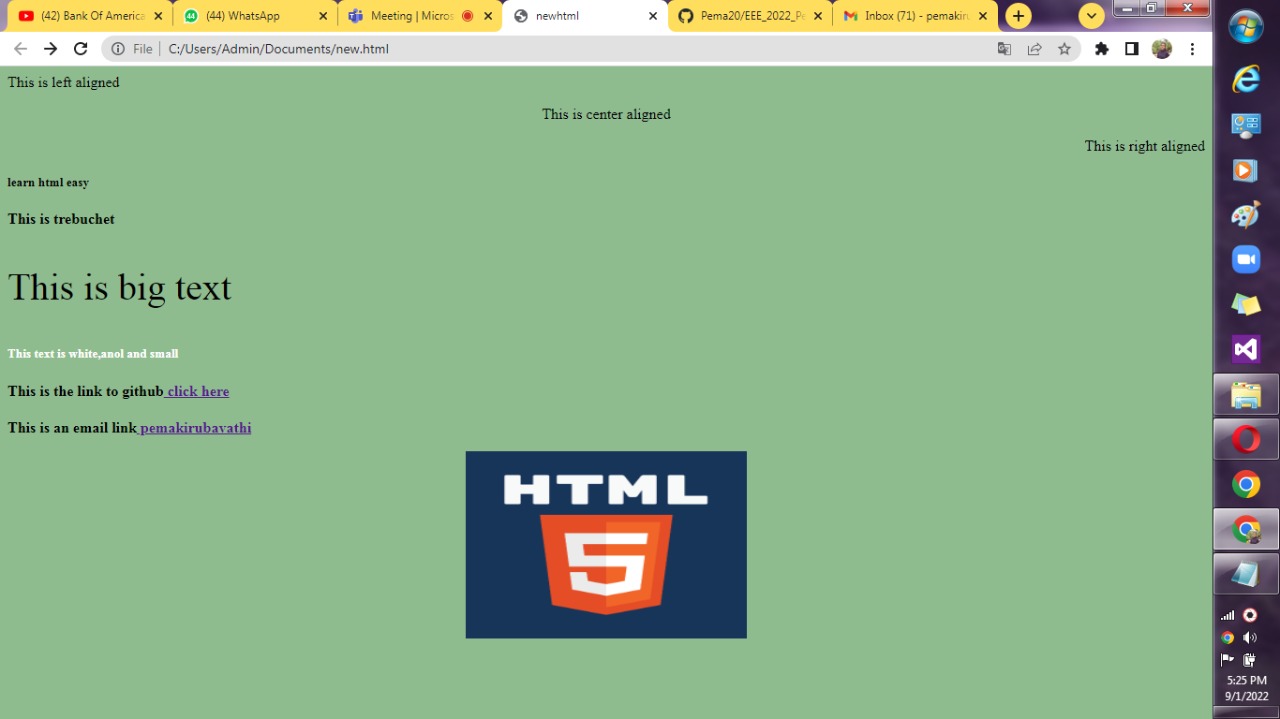 (42) Bank Of America
(44) WhatsApp
Meeting | Micros
newhtml
Pema20/EEE_2022_Pe
Inbox (71) - pemakiru
File
C:/Users/Admin/Documents/new.html
This is left aligned
This is center aligned
This is right aligned
learn html easy
This is trebuchet
This is big text
This text is white,anol and small
This is the link to github click here
This is an email link pemakirubavathi
HTML
5
5:25 PM
9/1/2022